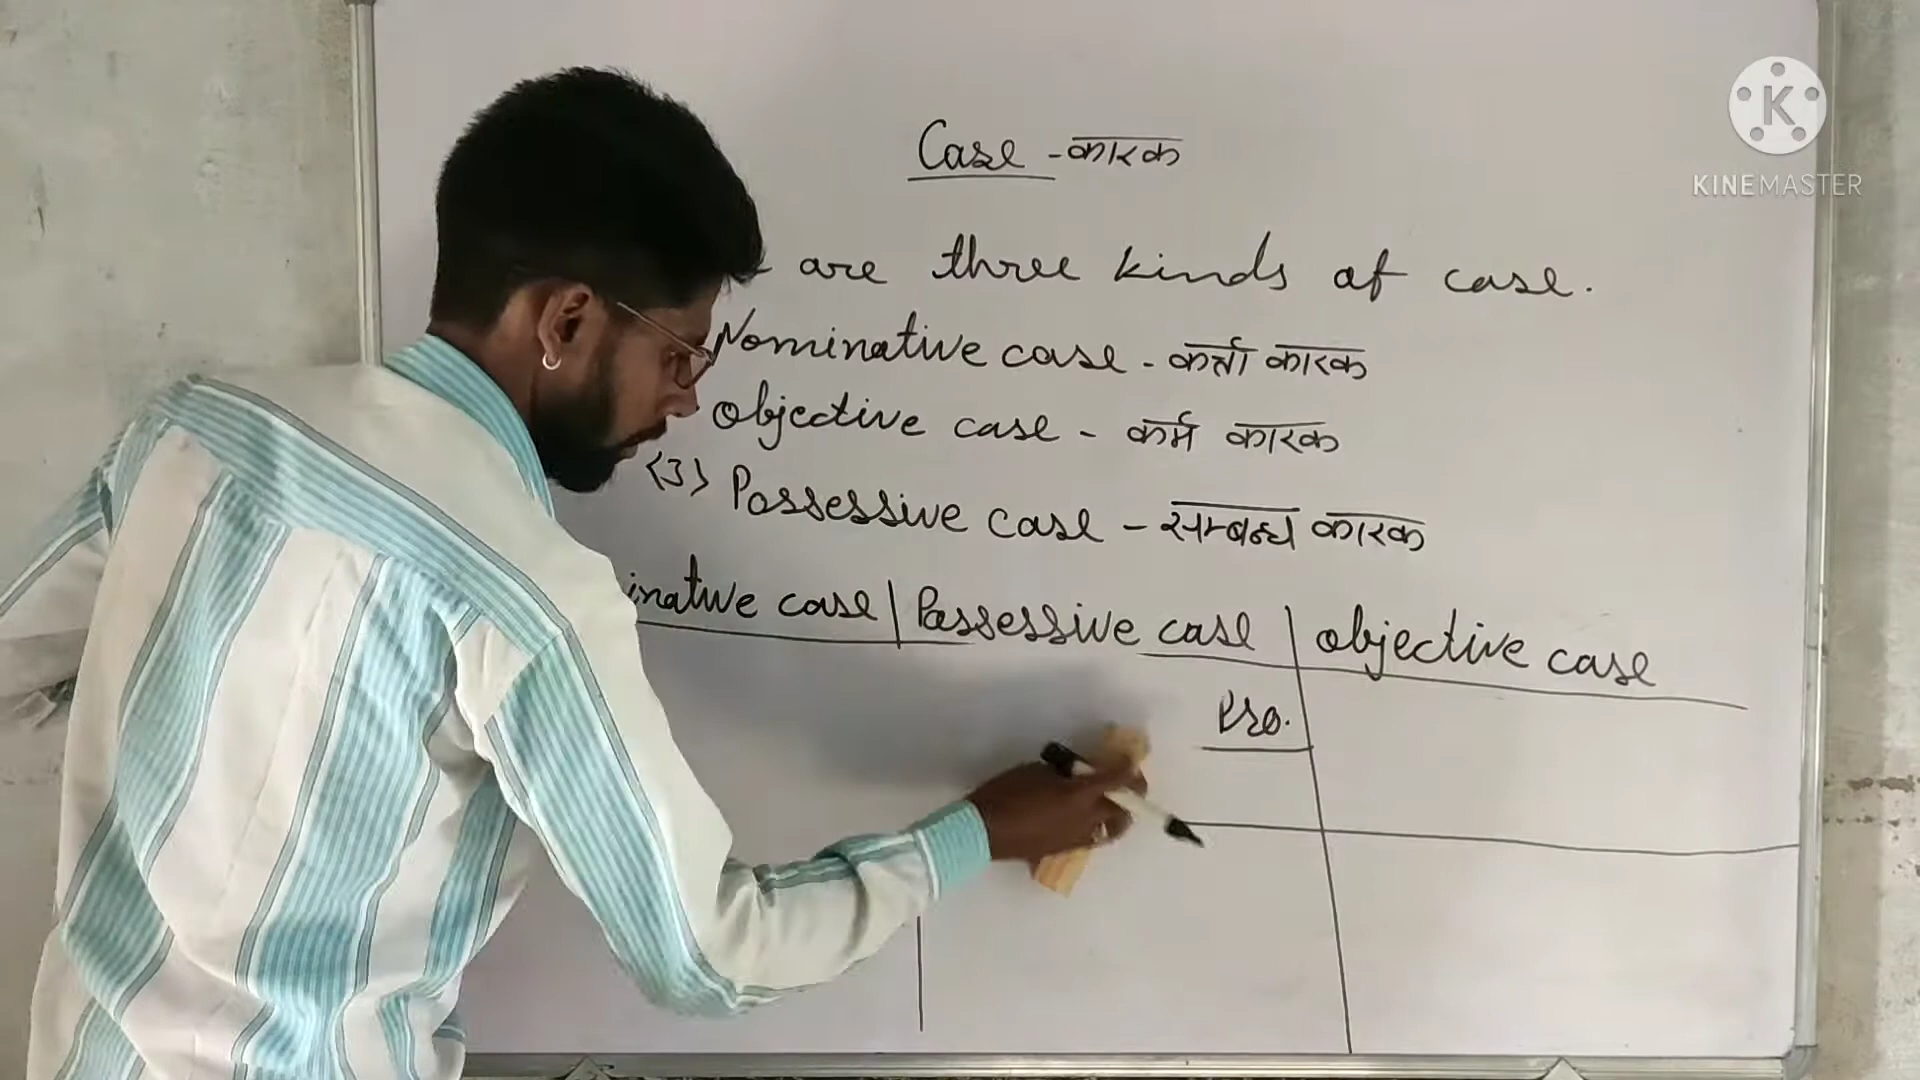 Case - कारक
K
KINEMASTER
are three kinds of case.
Nominative case - कर्त्ता कारक
objective case - कर्म कारक
(3) Possessive case - सम्बन्ध कारक
inative case | Possessive case | objective case
Pro.